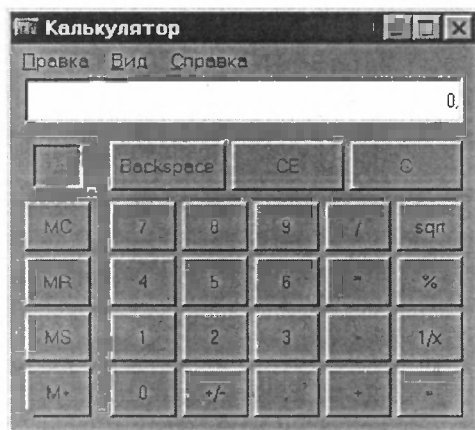 Калькулятор
Правка Вид Справка
0,
Backspace CE C
MC 7 8 9 / sqrt
MR 4 5 6 * %
MS 1 2 3 - 1/x
M+ 0 +/- , + =